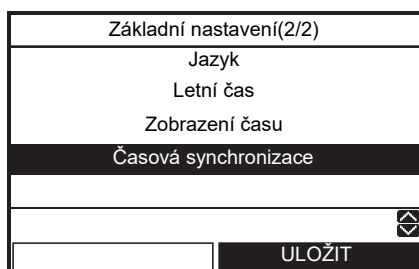 Základní nastavení(2/2)
Jazyk
Letní čas
Zobrazení času
Časová synchronizace
ULOŽIT